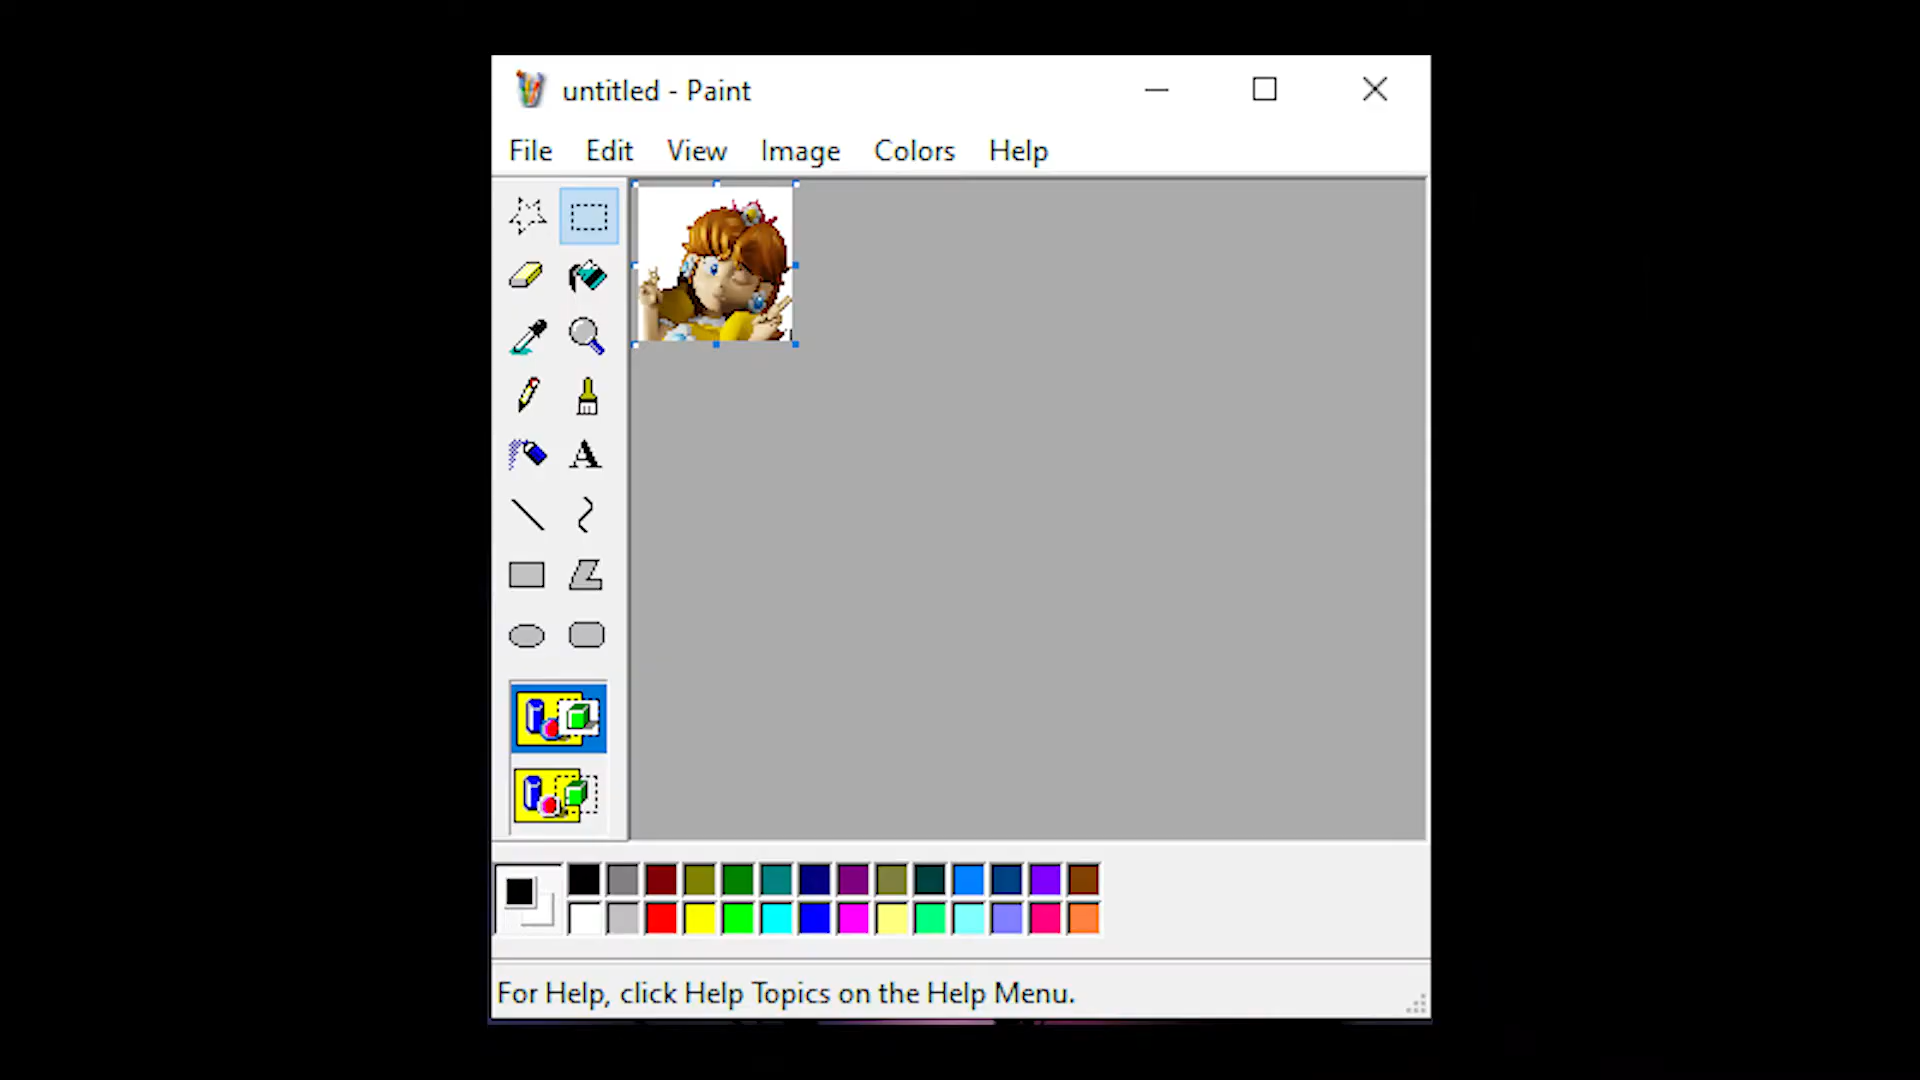 untitled - Paint
File Edit View Image Colors Help
A
For Help, click Help Topics on the Help Menu.